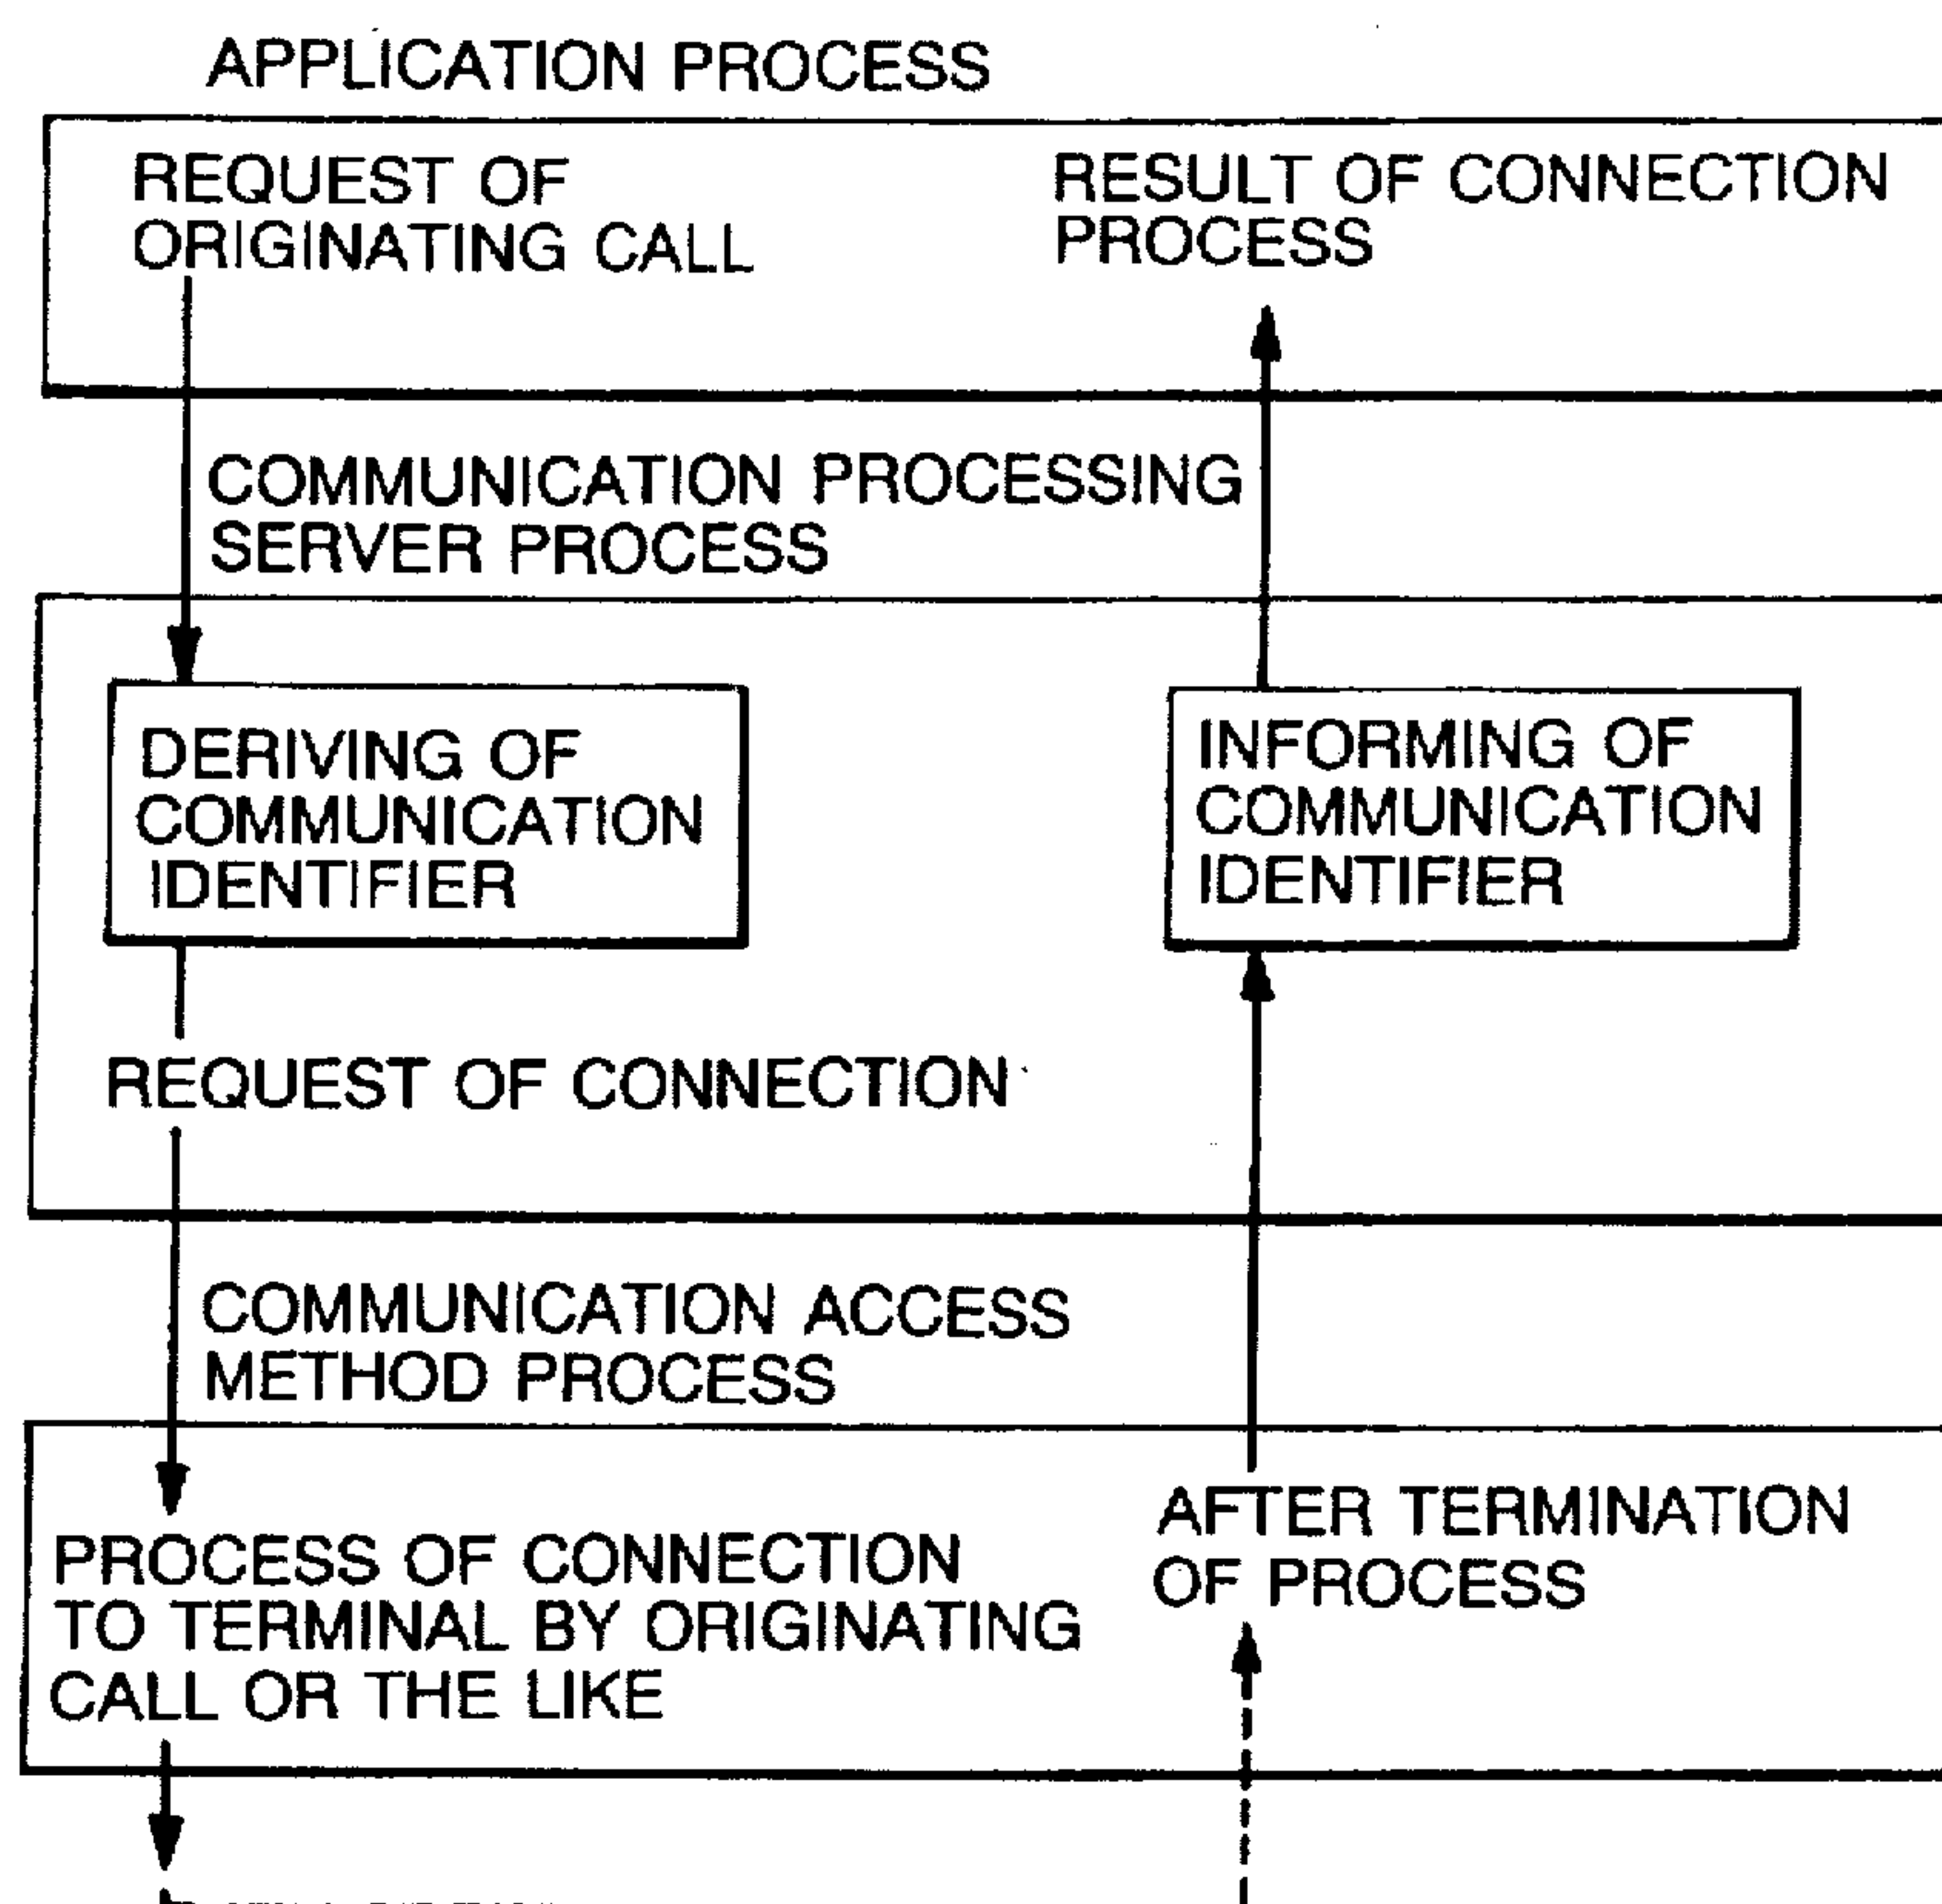 APPLICATION PROCESS
REQUEST OF
ORIGINATING CALL
RESULT OF CONNECTION
PROCESS
COMMUNICATION PROCESSING
SERVER PROCESS
DERIVING OF
COMMUNICATION
IDENTIFIER
INFORMING OF
COMMUNICATION
IDENTIFIER
REQUEST OF CONNECTION
COMMUNICATION ACCESS
METHOD PROCESS
PROCESS OF CONNECTION
TO TERMINAL BY ORIGINATING
CALL OR THE LIKE
AFTER TERMINATION
OF PROCESS